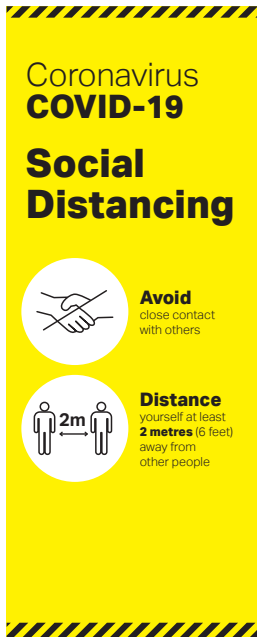 Coronavirus
COVID-19
Social
Distancing
Avoid
close contact
with others
2m
Distance
yourself at least
2 metres (6 feet)
away from
other people